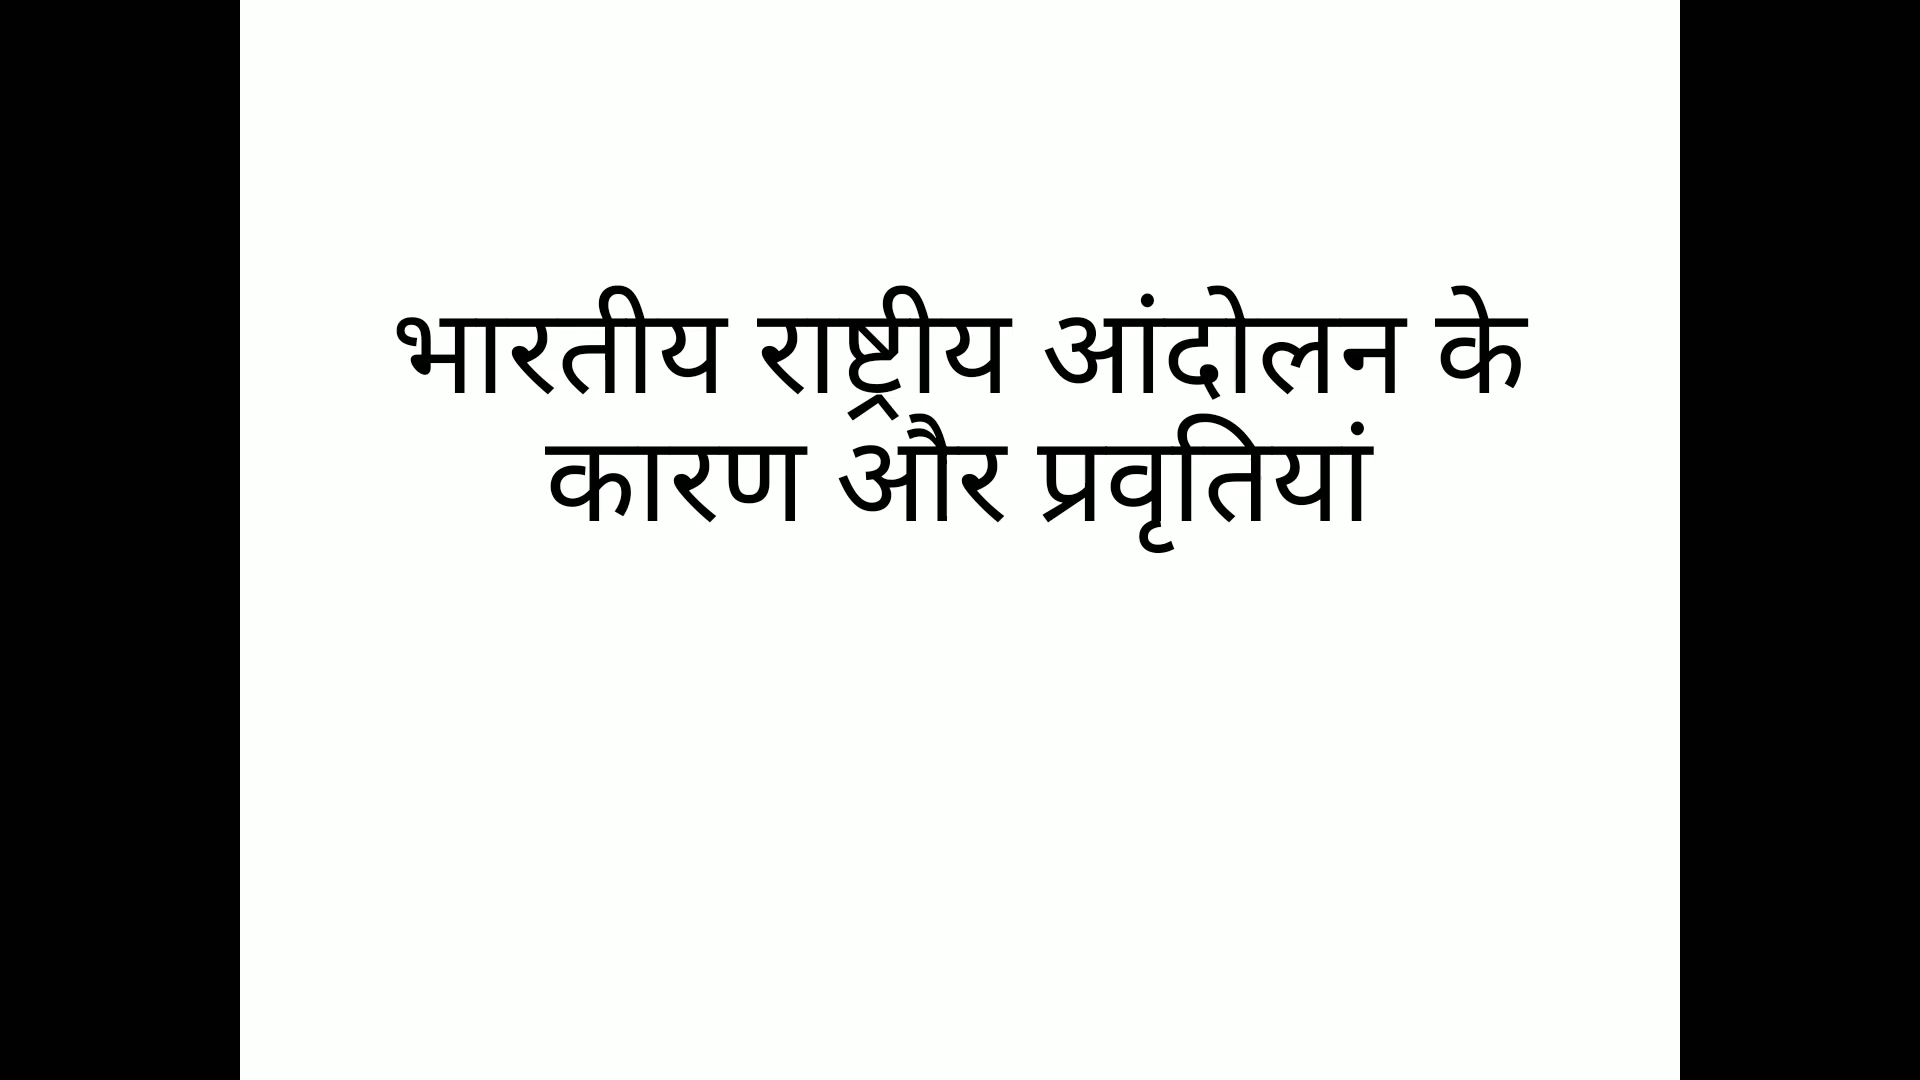 भारतीय राष्ट्रीय आंदोलन के
कारण और प्रवृतियां